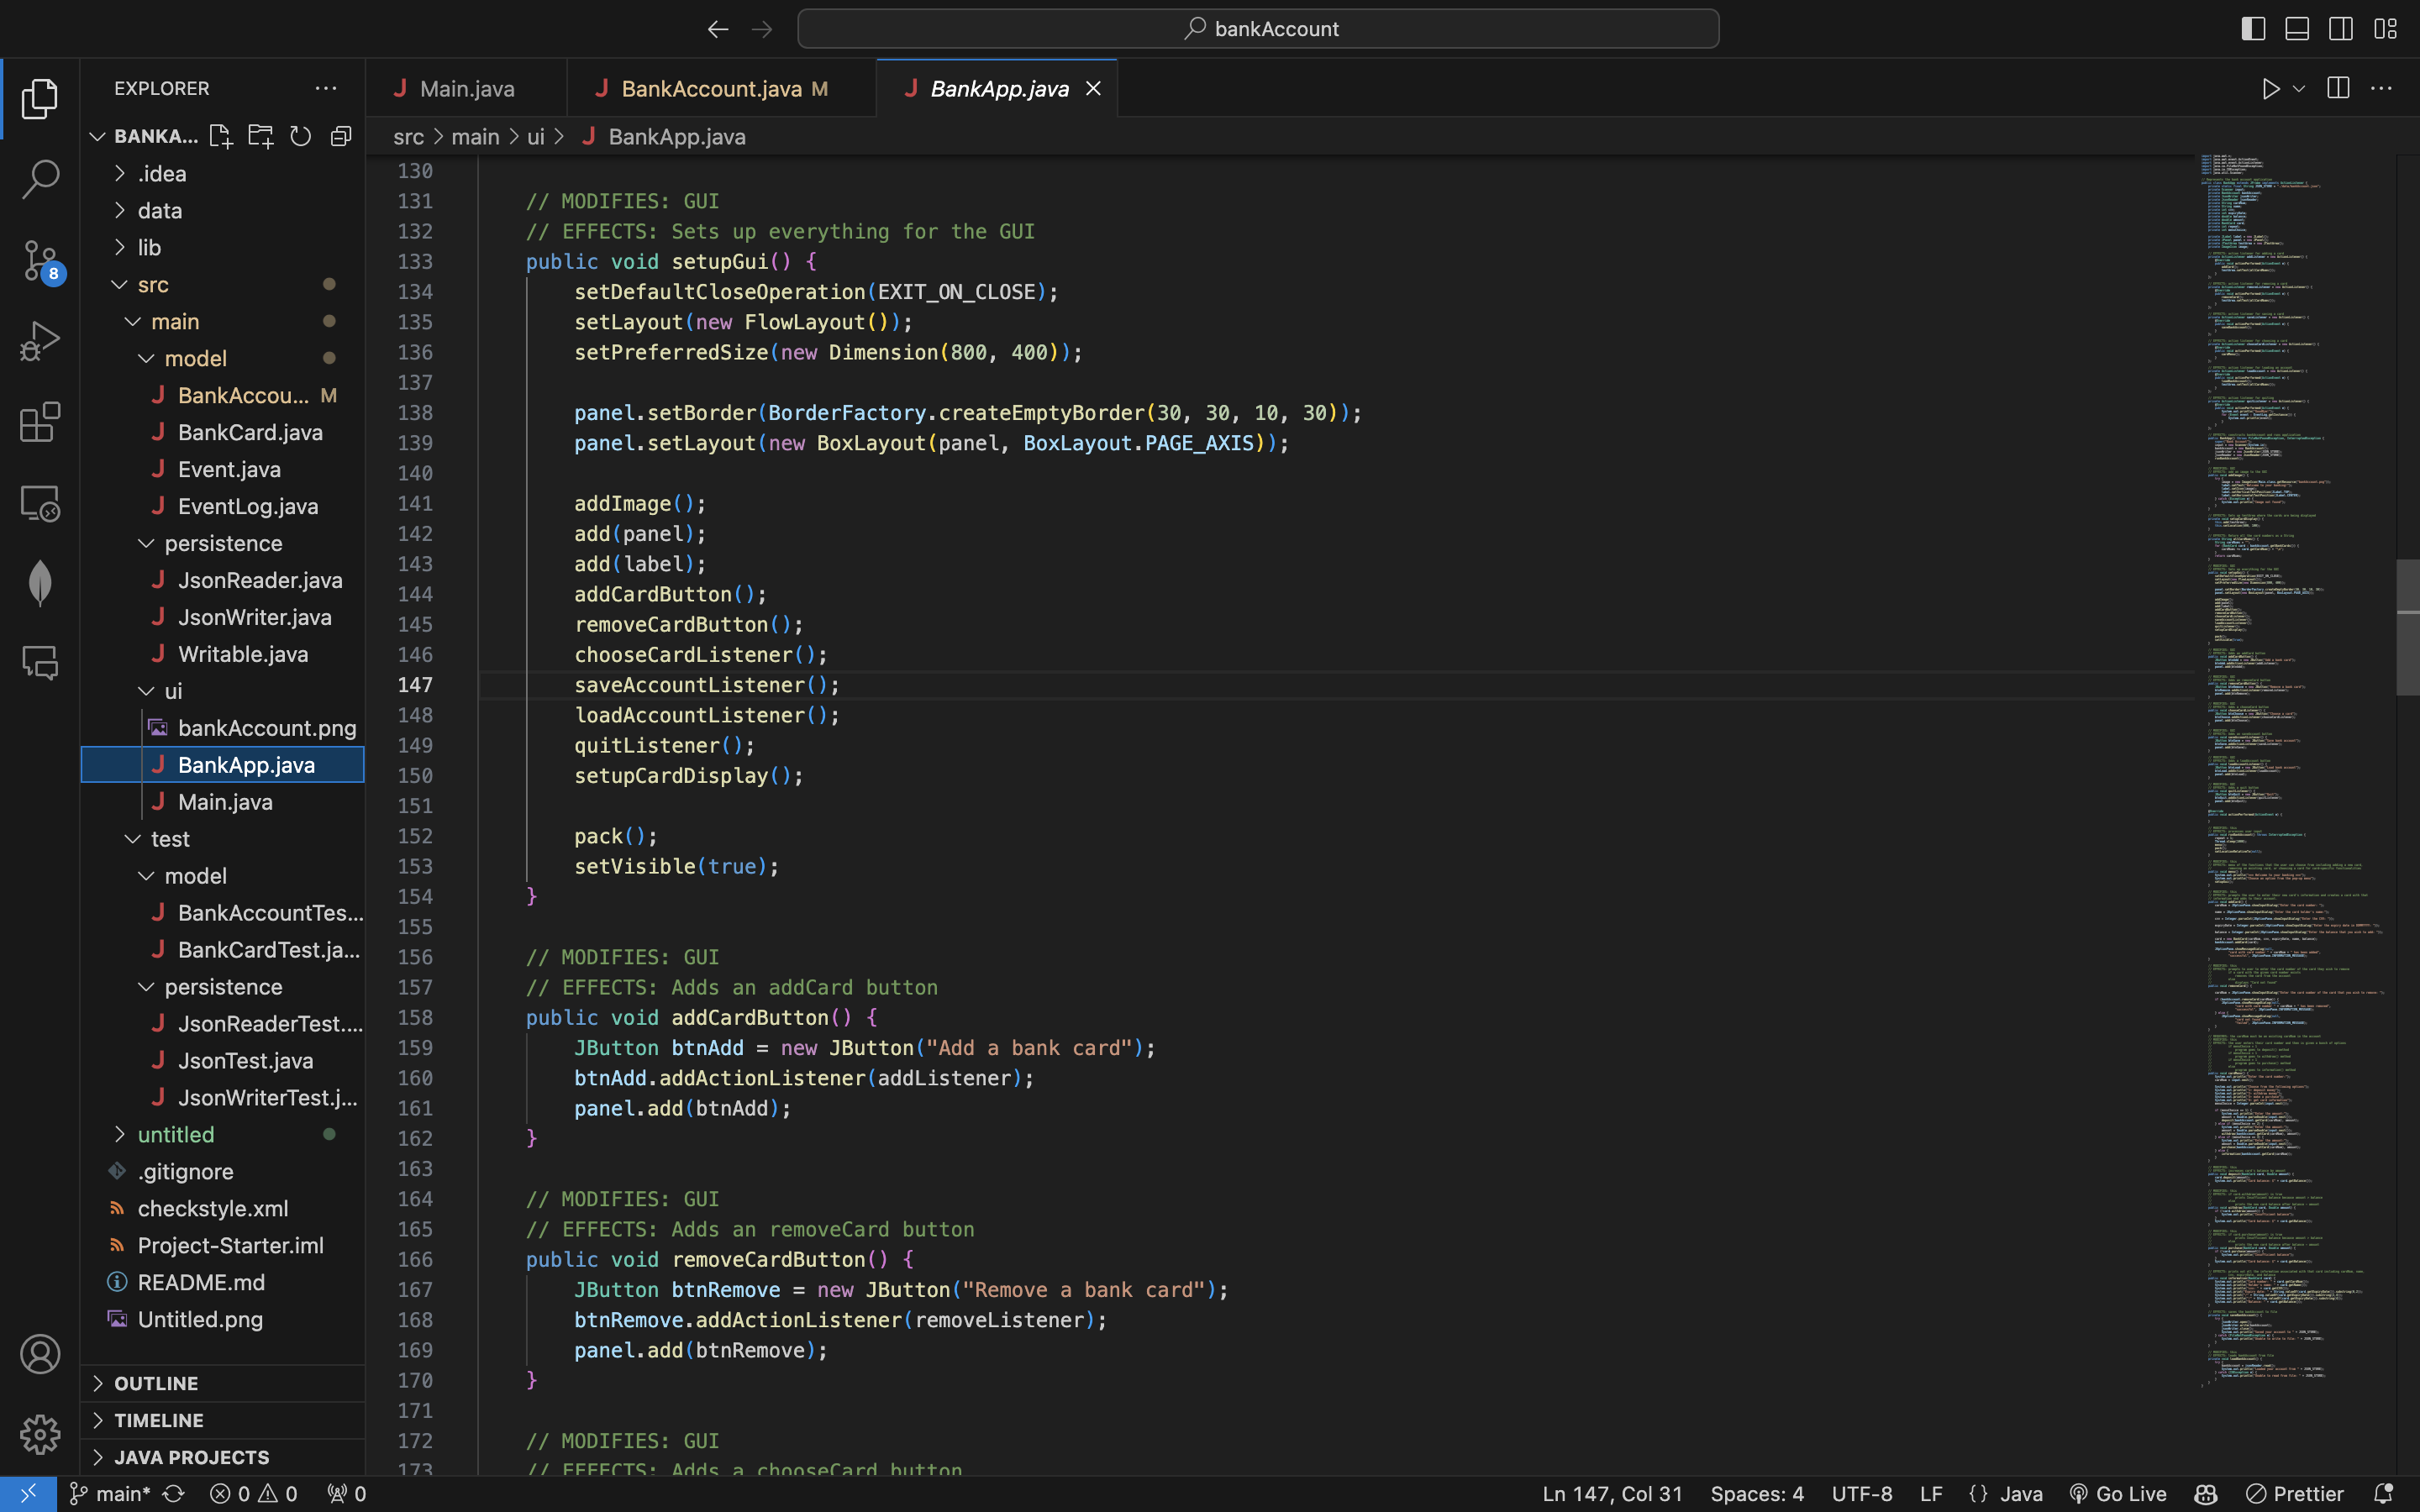 bankAccount
EXPLORER
Main.java
BankAccount.java M
BankApp.java
BANKA...
src > main > ui > BankApp.java
.idea
data
lib
src
main
model
BankAccou... M
BankCard.java
Event.java
EventLog.java
persistence
JsonReader.java
JsonWriter.java
Writable.java
ui
bankAccount.png
BankApp.java
Main.java
test
model
BankAccountTes...
BankCardTest.ja...
persistence
JsonReaderTest....
JsonTest.java
JsonWriterTest.j...
untitled
.gitignore
checkstyle.xml
Project-Starter.iml
README.md
Untitled.png
OUTLINE
TIMELINE
JAVA PROJECTS
8
130
131 // MODIFIES: GUI
132 // EFFECTS: Sets up everything for the GUI
133 public void setupGui() {
134 setDefaultCloseOperation(EXIT_ON_CLOSE);
135 setLayout(new FlowLayout());
136 setPreferredSize(new Dimension(800, 400));
137
138 panel.setBorder(BorderFactory.createEmptyBorder(30, 30, 10, 30));
139 panel.setLayout(new BoxLayout(panel, BoxLayout.PAGE_AXIS));
140
141 addImage();
142 add(panel);
143 add(label);
144 addCardButton();
145 removeCardButton();
146 chooseCardListener();
147 saveAccountListener();
148 loadAccountListener();
149 quitListener();
150 setupCardDisplay();
151
152 pack();
153 setVisible(true);
154 }
155
156 // MODIFIES: GUI
157 // EFFECTS: Adds an addCard button
158 public void addCardButton() {
159 JButton btnAdd = new JButton("Add a bank card");
160 btnAdd.addActionListener(addListener);
161 panel.add(btnAdd);
162 }
163
164 // MODIFIES: GUI
165 // EFFECTS: Adds an removeCard button
166 public void removeCardButton() {
167 JButton btnRemove = new JButton("Remove a bank card");
168 btnRemove.addActionListener(removeListener);
169 panel.add(btnRemove);
170 }
171
172 // MODIFIES: GUI
173 // EFFECTS: Adds a chooseCard button
main* 0 0 0
Ln 147, Col 31 Spaces: 4 UTF-8 LF {} Java Go Live Prettier